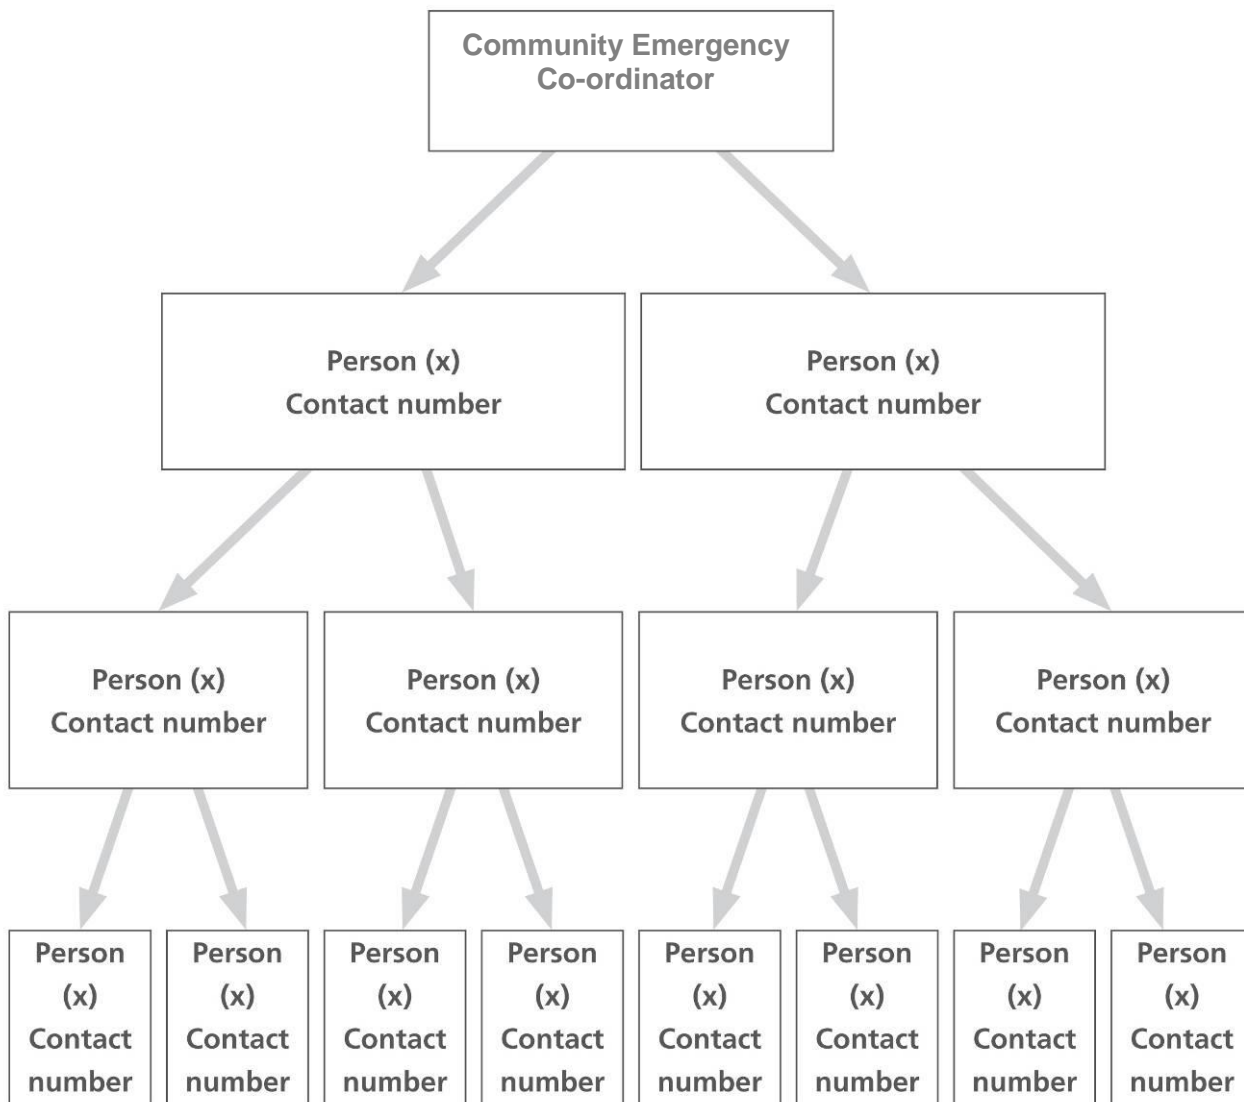 Community Emergency
Co-ordinator
Person (x)
Contact number
Person (x)
Contact number
Person (x)
Contact number
Person (x)
Contact number
Person (x)
Contact number
Person (x)
Contact number
Person
(x)
Contact
number
Person
(x)
Contact
number
Person
(x)
Contact
number
Person
(x)
Contact
number
Person
(x)
Contact
number
Person
(x)
Contact
number
Person
(x)
Contact
number
Person
(x)
Contact
number